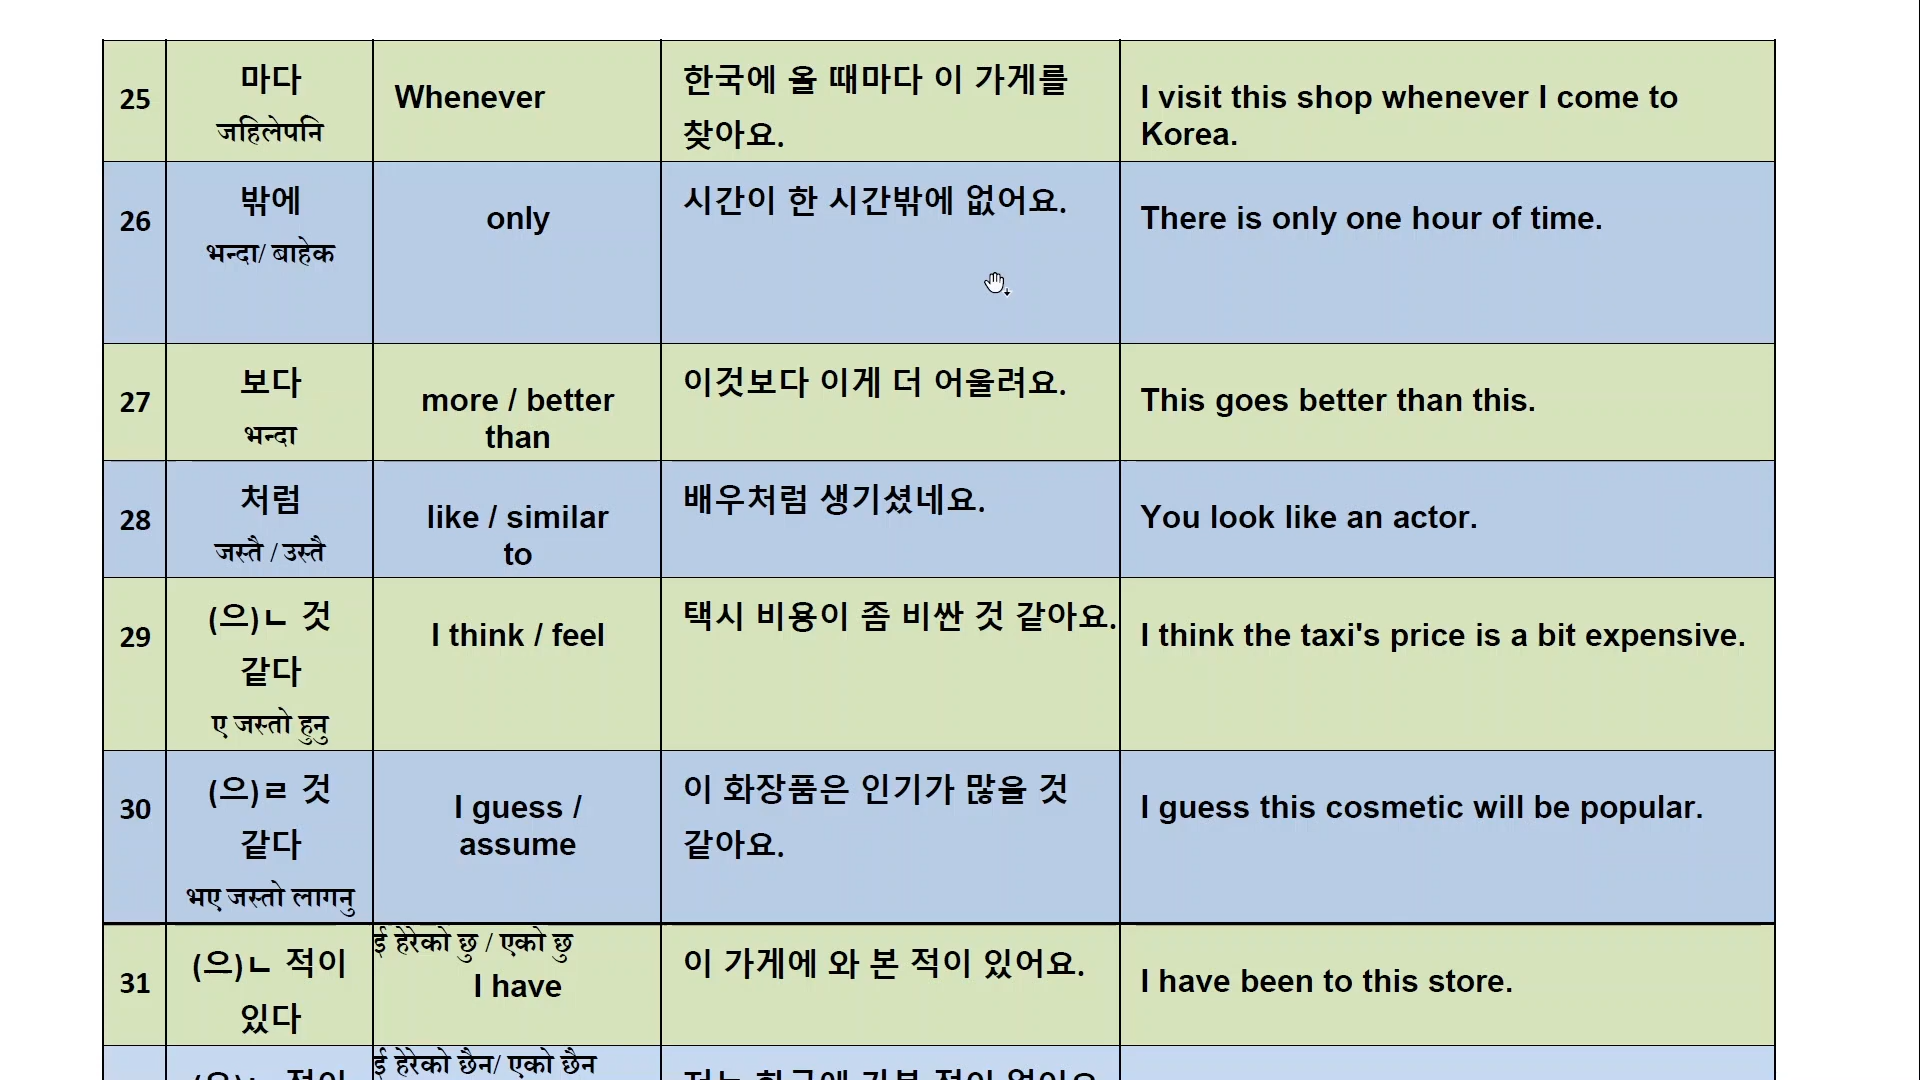 25
마다
जहिलेपनि
Whenever
한국에 올 때마다 이 가게를
찾아요.
I visit this shop whenever I come to
Korea.
26
밖에
भन्दा/ बाहेक
only
시간이 한 시간밖에 없어요.
There is only one hour of time.
27
보다
भन्दा
more / better
than
이것보다 이게 더 어울려요.
This goes better than this.
28
처럼
जस्तै / उस्तै
like / similar
to
배우처럼 생기셨네요.
You look like an actor.
29
(으)ㄴ 것
같다
ए जस्तो हुनु
I think / feel
택시 비용이 좀 비싼 것 같아요.
I think the taxi's price is a bit expensive.
30
(으)ㄹ 것
같다
भए जस्तो लागनु
I guess /
assume
이 화장품은 인기가 많을 것
같아요.
I guess this cosmetic will be popular.
31
(으)ㄴ 적이
있다
ई हेरेको छु / एको छु
I have
이 가게에 와 본 적이 있어요.
I have been to this store.
ई हेरेको छैन/ एको छैन